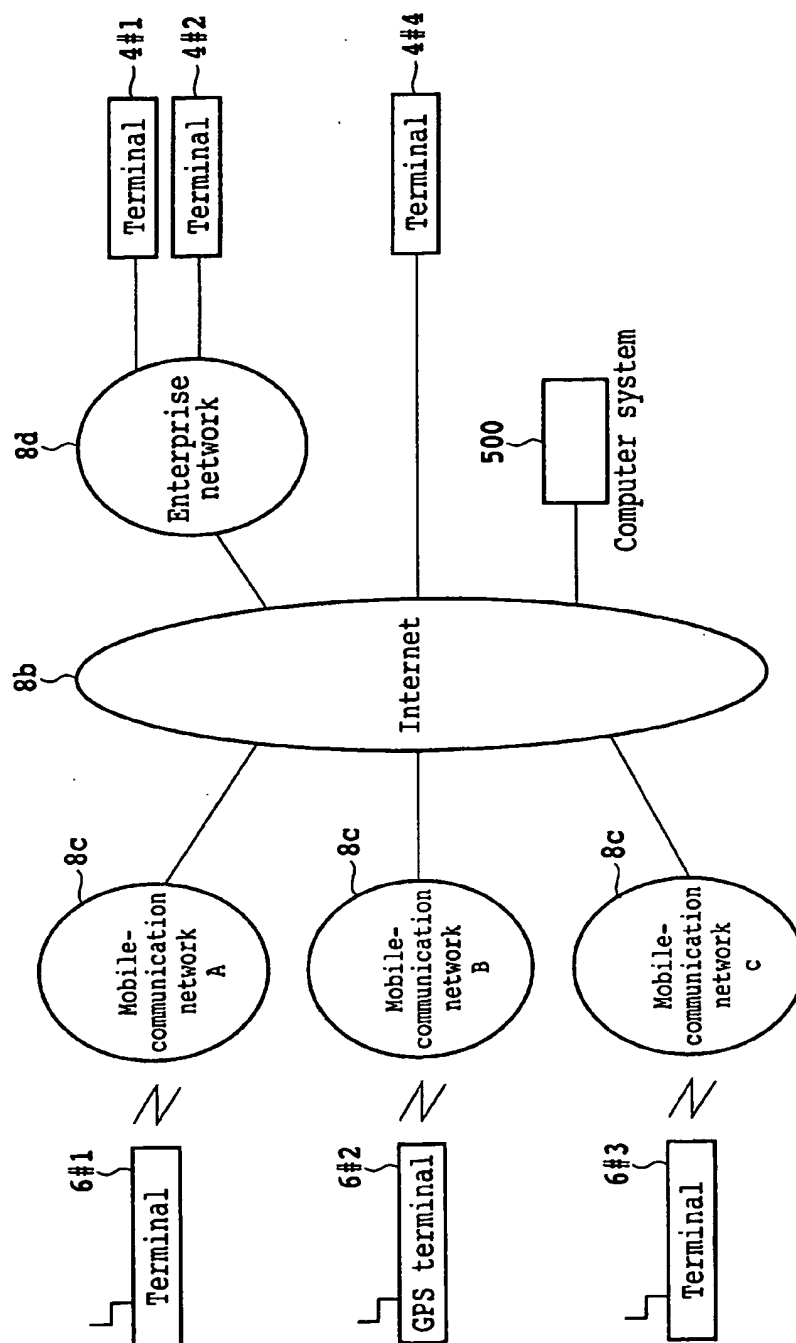 6#1
Terminal
8c
Mobile-
communication
network
A
6#2
GPS terminal
8c
Mobile-
communication
network
B
6#3
Terminal
8c
Mobile-
communication
network
c
8b
Internet
8d
Enterprise
network
4#1
Terminal
4#2
Terminal
4#4
Terminal
500
Computer system